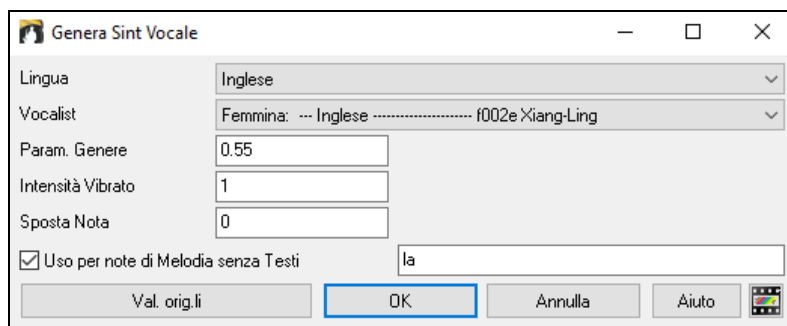 Genera Sint Vocale
Lingua Inglese
Vocalist Femmina: --- Inglese ---------------------- f002e Xiang-Ling
Param. Genere 0.55
Intensità Vibrato 1
Sposta Nota 0
Uso per note di Melodia senza Testi la
Val. orig.li OK Annulla Aiuto